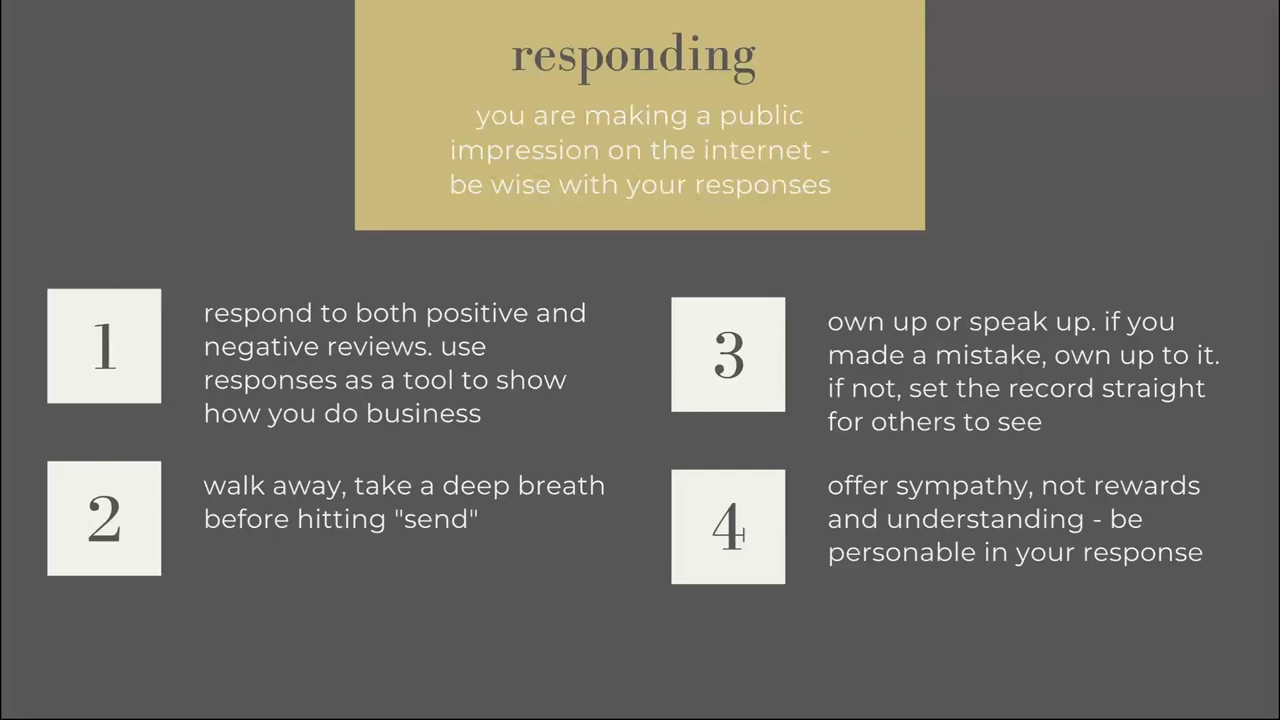 responding
you are making a public
impression on the internet -
be wise with your responses
1
respond to both positive and
negative reviews. use
responses as a tool to show
how you do business
2
walk away, take a deep breath
before hitting "send"
3
own up or speak up. if you
made a mistake, own up to it.
if not, set the record straight
for others to see
4
offer sympathy, not rewards
and understanding - be
personable in your response